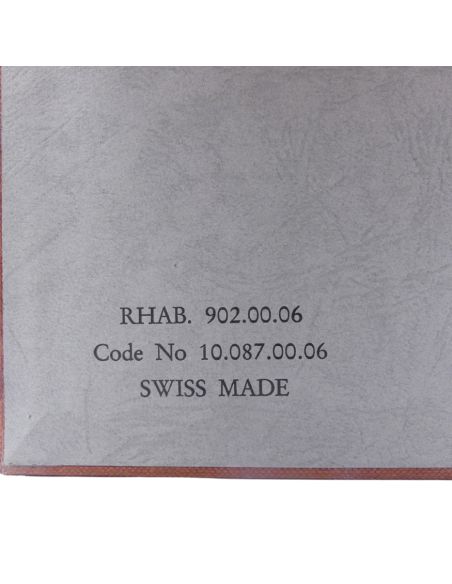 RHAB. 902.00.06
Code No 10.087.00.06
SWISS MADE